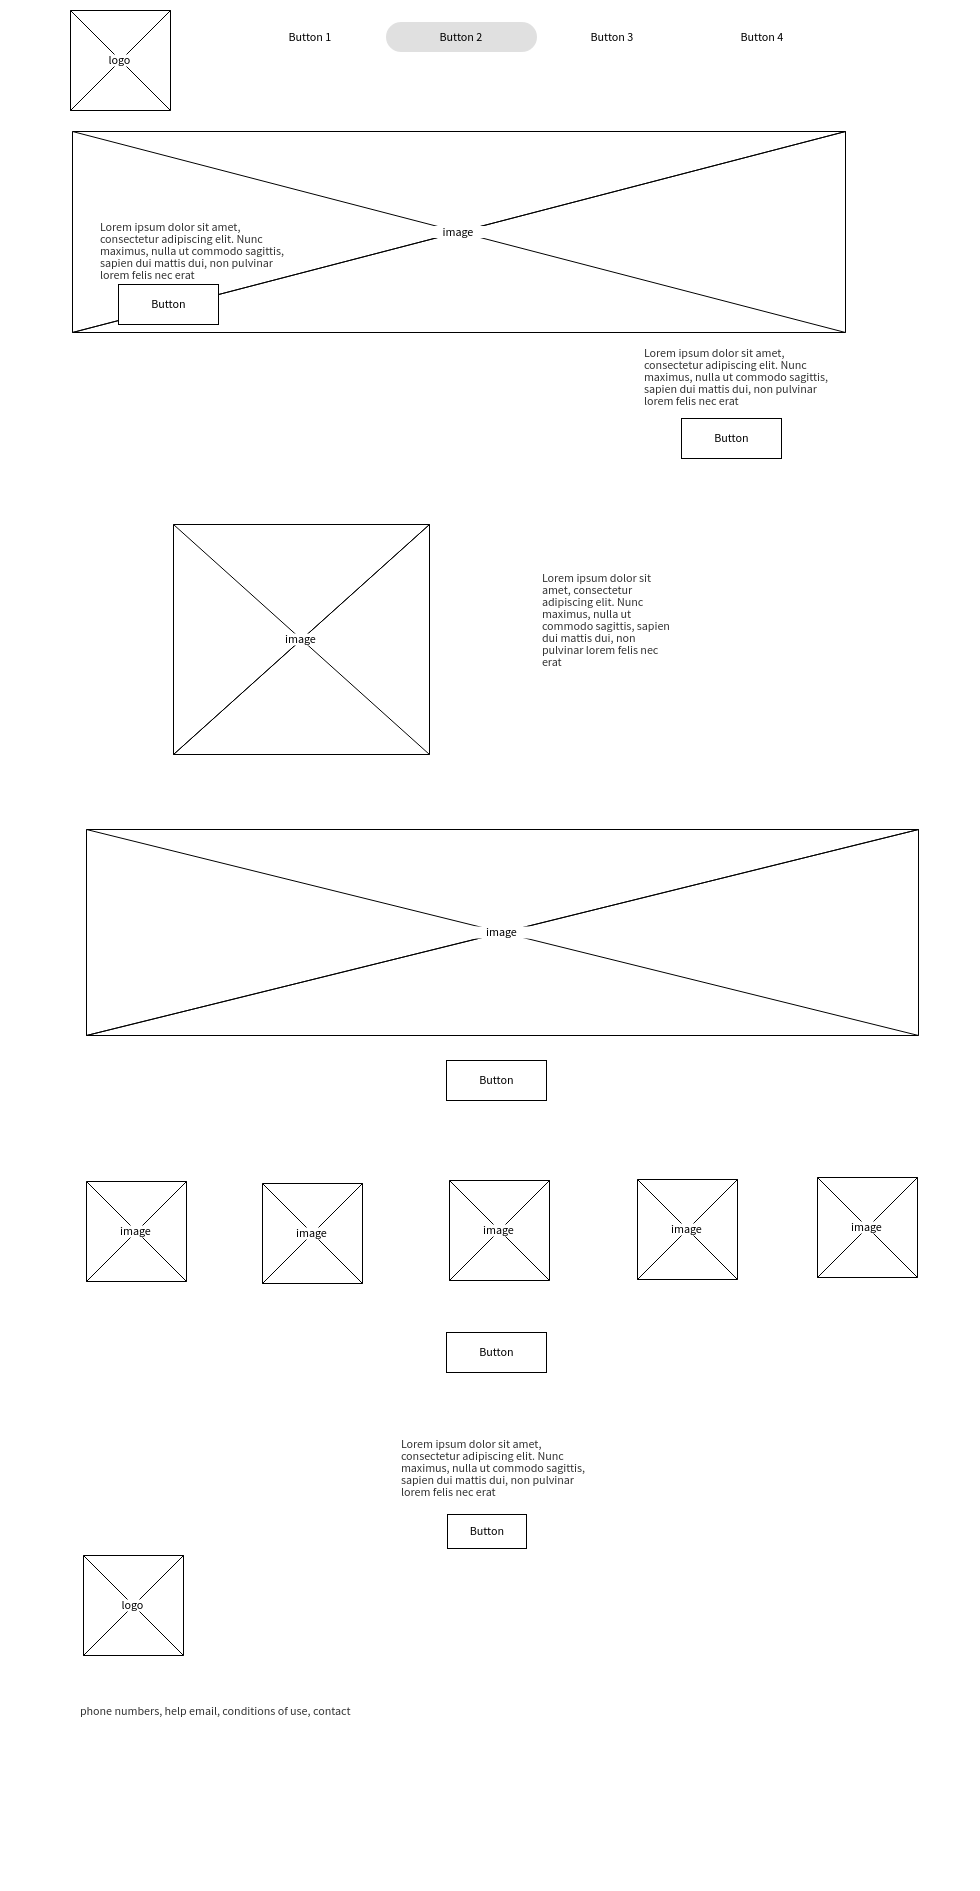 logo
Button 1
Button 2
Button 3
Button 4
image
Lorem ipsum dolor sit amet,
consectetur adipiscing elit. Nunc
maximus, nulla ut commodo sagittis,
sapien dui mattis dui, non pulvinar
lorem felis nec erat
Button
Lorem ipsum dolor sit amet,
consectetur adipiscing elit. Nunc
maximus, nulla ut commodo sagittis,
sapien dui mattis dui, non pulvinar
lorem felis nec erat
Button
image
Lorem ipsum dolor sit
amet, consectetur
adipiscing elit. Nunc
maximus, nulla ut
commodo sagittis, sapien
dui mattis dui, non
pulvinar lorem felis nec
erat
image
Button
image
image
image
image
image
Button
Lorem ipsum dolor sit amet,
consectetur adipiscing elit. Nunc
maximus, nulla ut commodo sagittis,
sapien dui mattis dui, non pulvinar
lorem felis nec erat
Button
logo
phone numbers, help email, conditions of use, contact